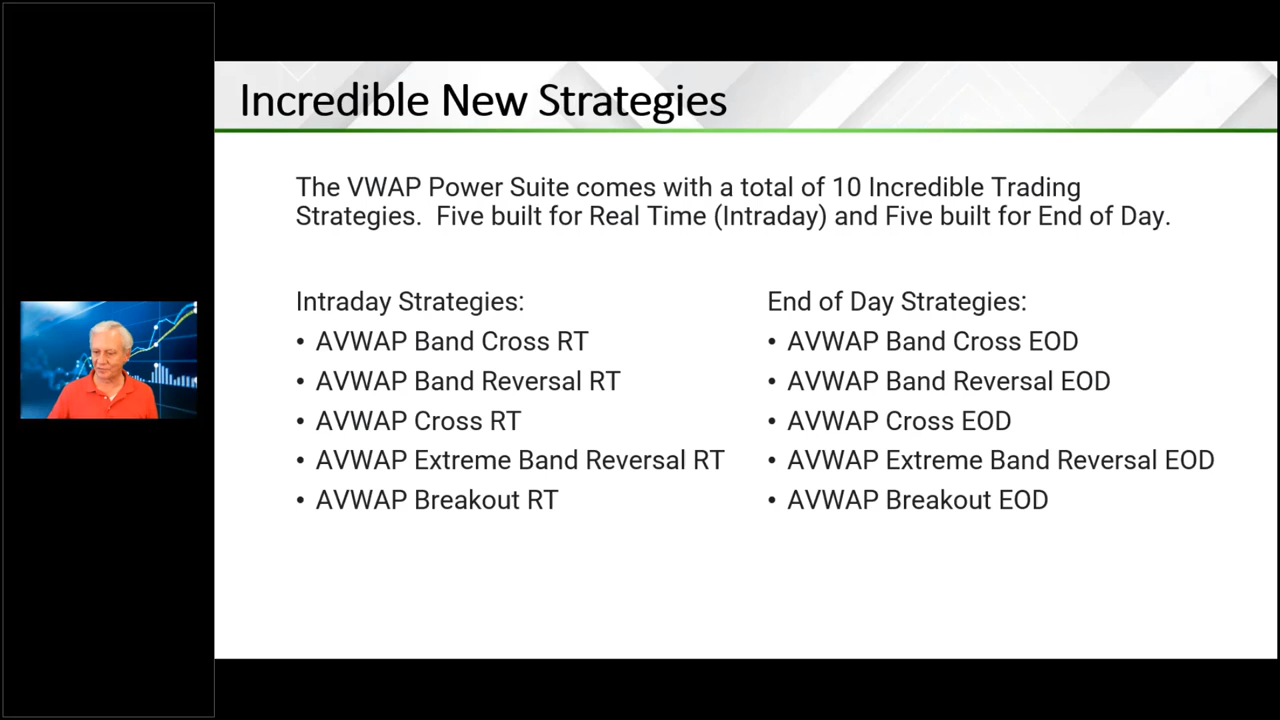 Incredible New Strategies
The VWAP Power Suite comes with a total of 10 Incredible Trading
Strategies.  Five built for Real Time (Intraday) and Five built for End of Day.
Intraday Strategies:
• AVWAP Band Cross RT
• AVWAP Band Reversal RT
• AVWAP Cross RT
• AVWAP Extreme Band Reversal RT
• AVWAP Breakout RT
End of Day Strategies:
• AVWAP Band Cross EOD
• AVWAP Band Reversal EOD
• AVWAP Cross EOD
• AVWAP Extreme Band Reversal EOD
• AVWAP Breakout EOD